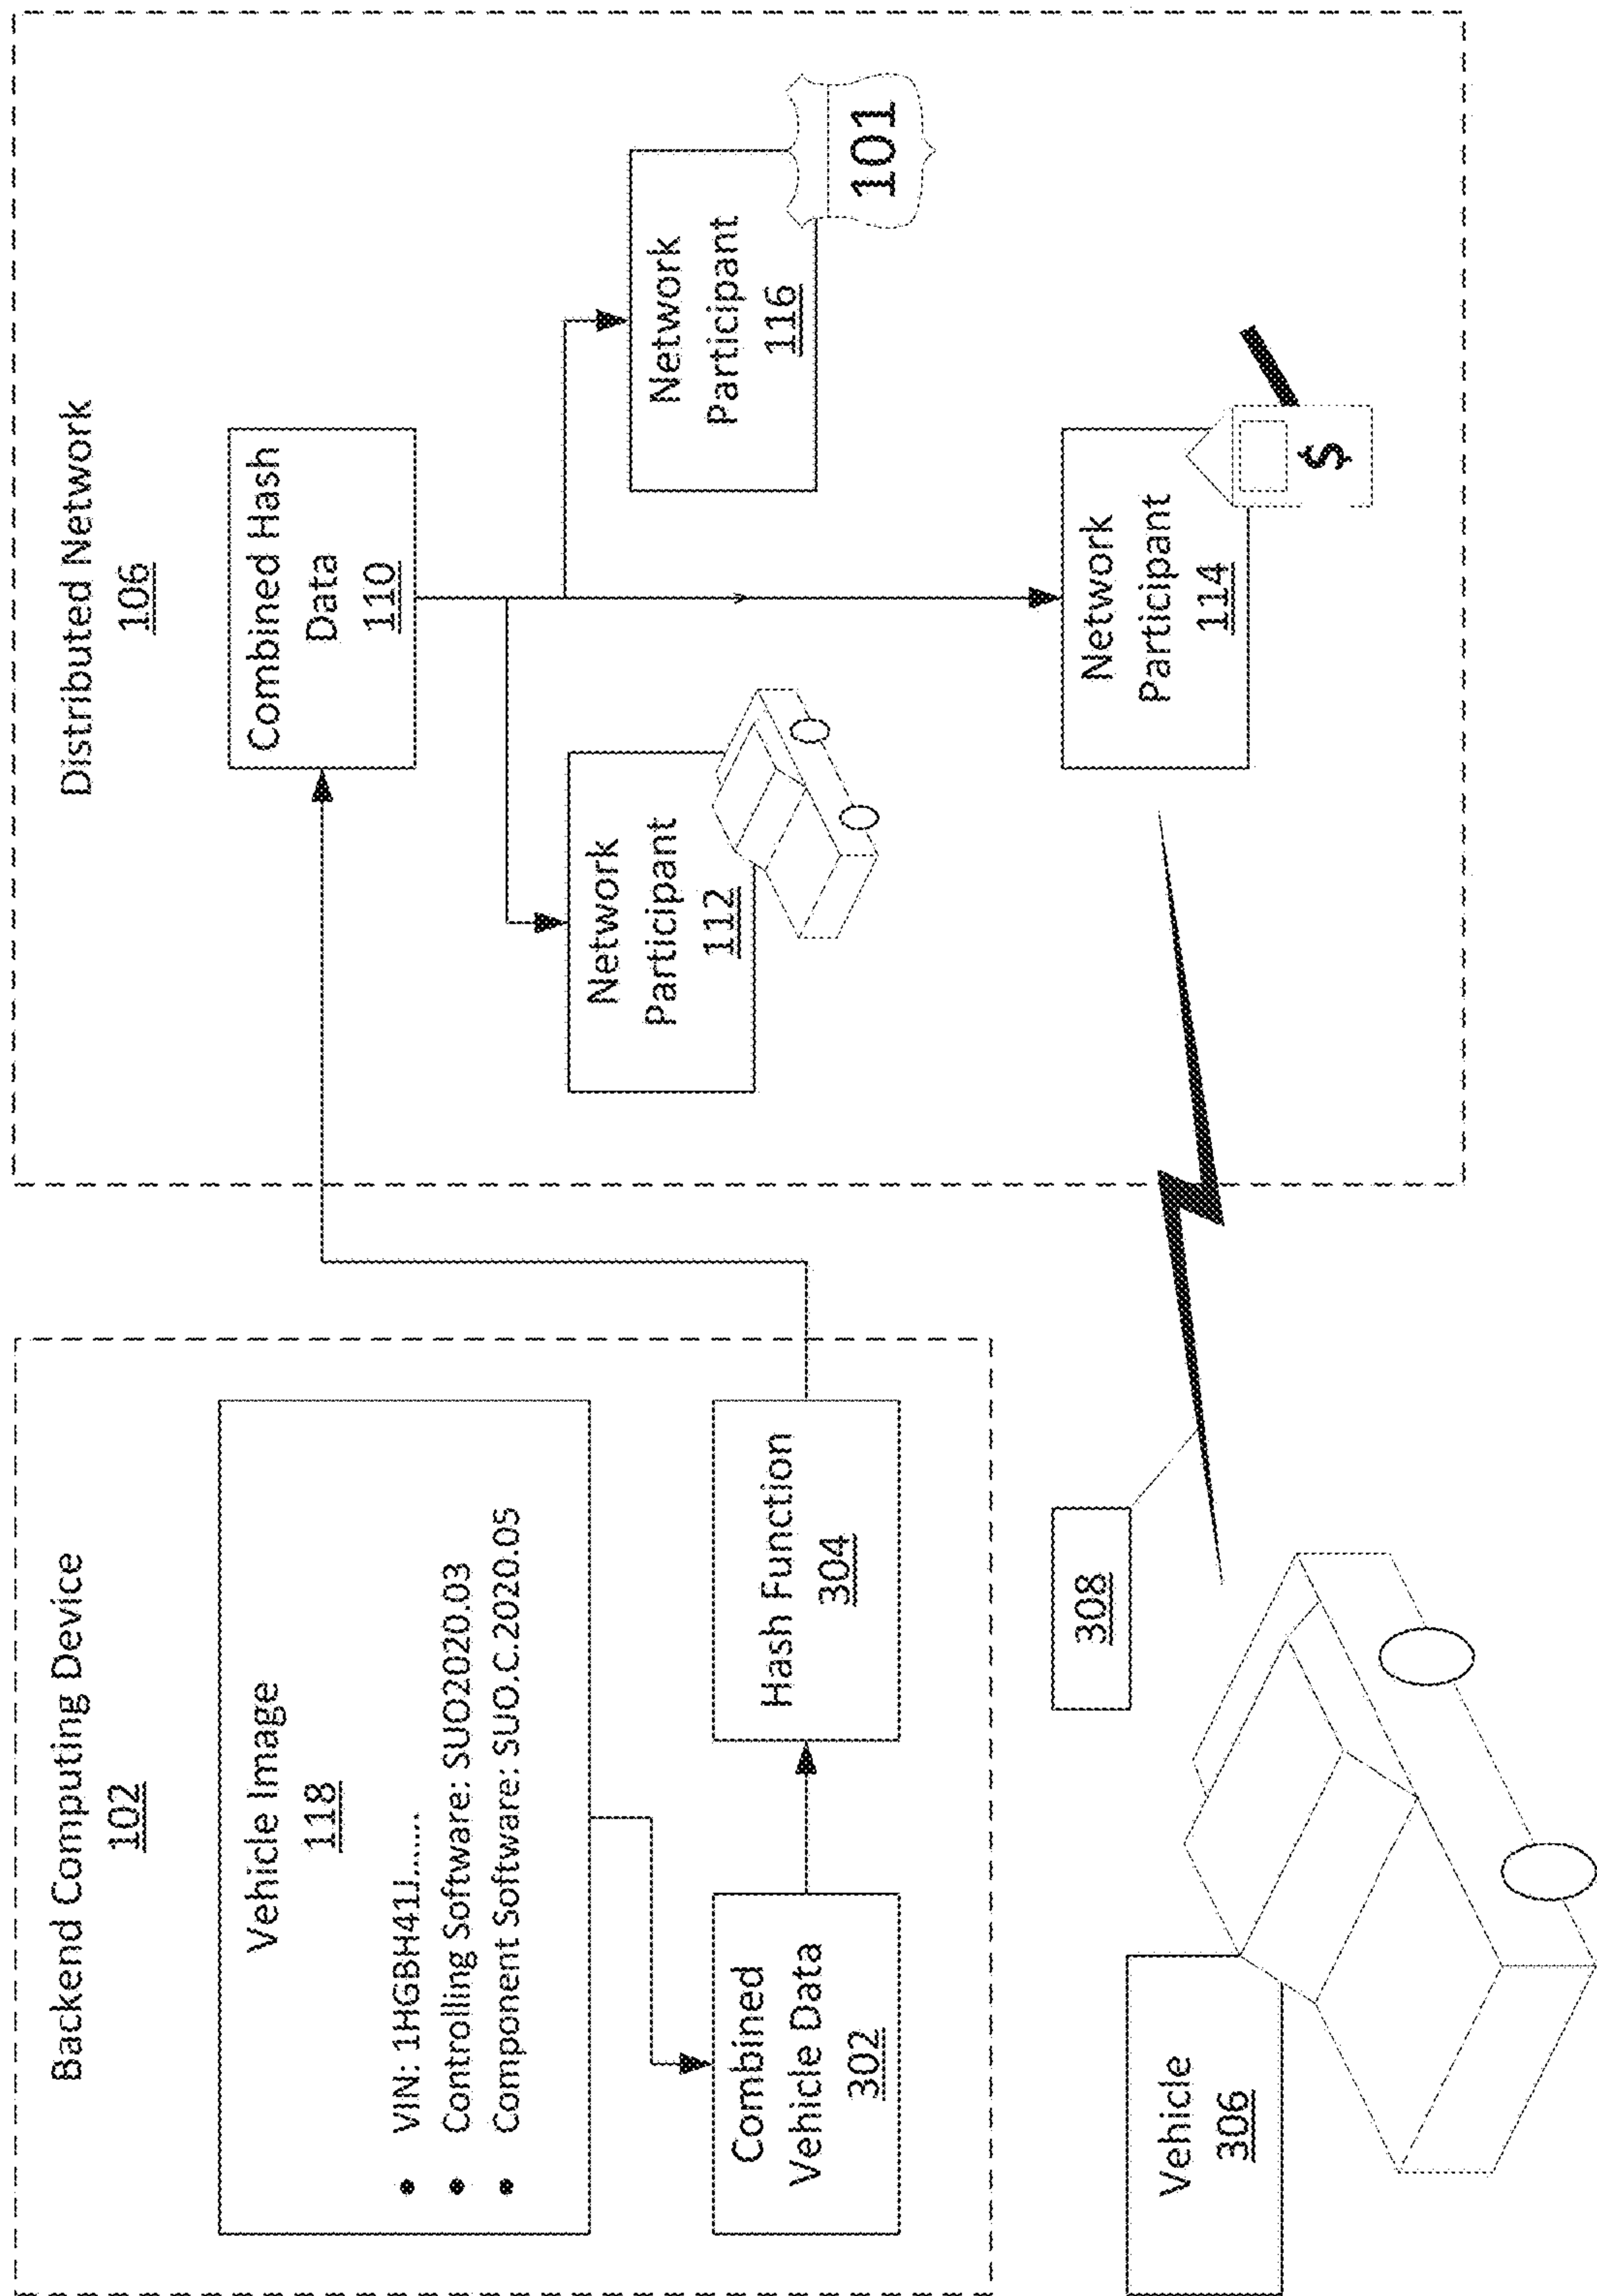 Backend Computing Device
102
Vehicle Image
118
• VIN: 1HGBH41J......
• Controlling Software: SUO2020.03
• Component Software: SUO.C.2020.05
Combined
Vehicle Data
302
Hash Function
304
Vehicle
306
308
Distributed Network
106
Combined Hash
Data
110
Network
Participant
112
Network
Participant
116
101
Network
Participant
114
$